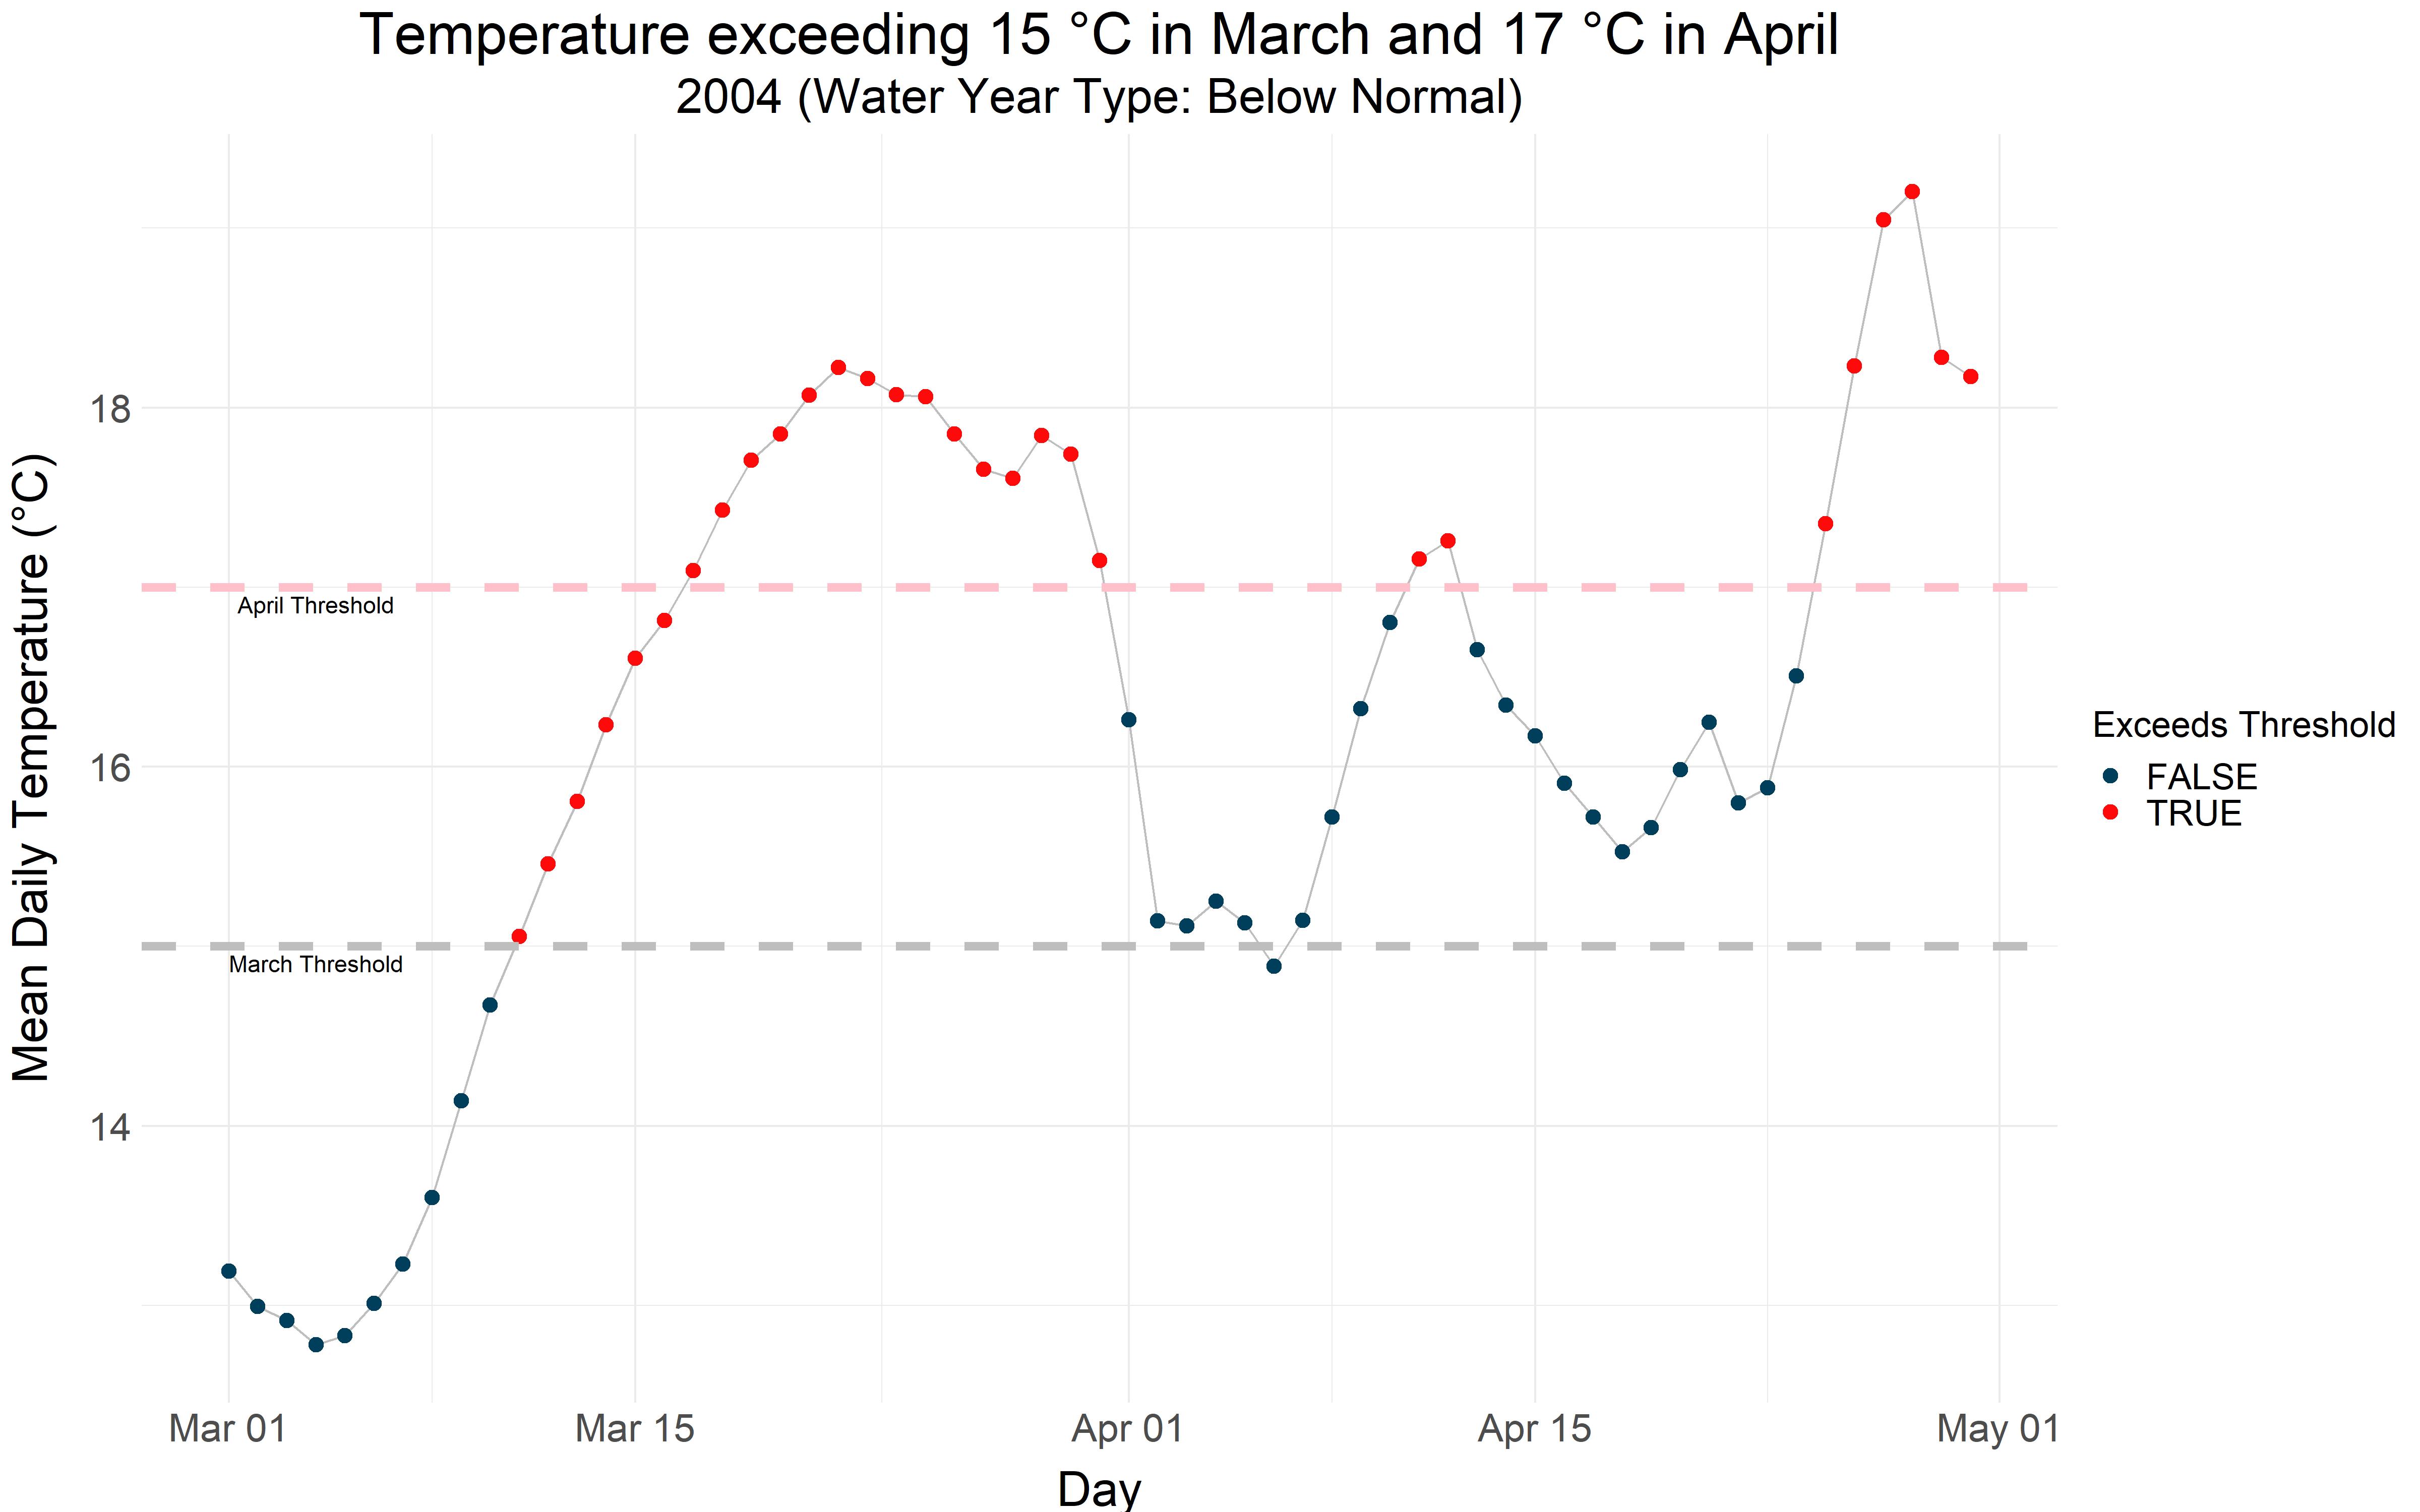 Temperature exceeding 15 °C in March and 17 °C in April
2004 (Water Year Type: Below Normal)
Mean Daily Temperature (°C)
18
16
14
April Threshold
March Threshold
Exceeds Threshold
FALSE
TRUE
Mar 01
Mar 15
Apr 01
Apr 15
May 01
Day